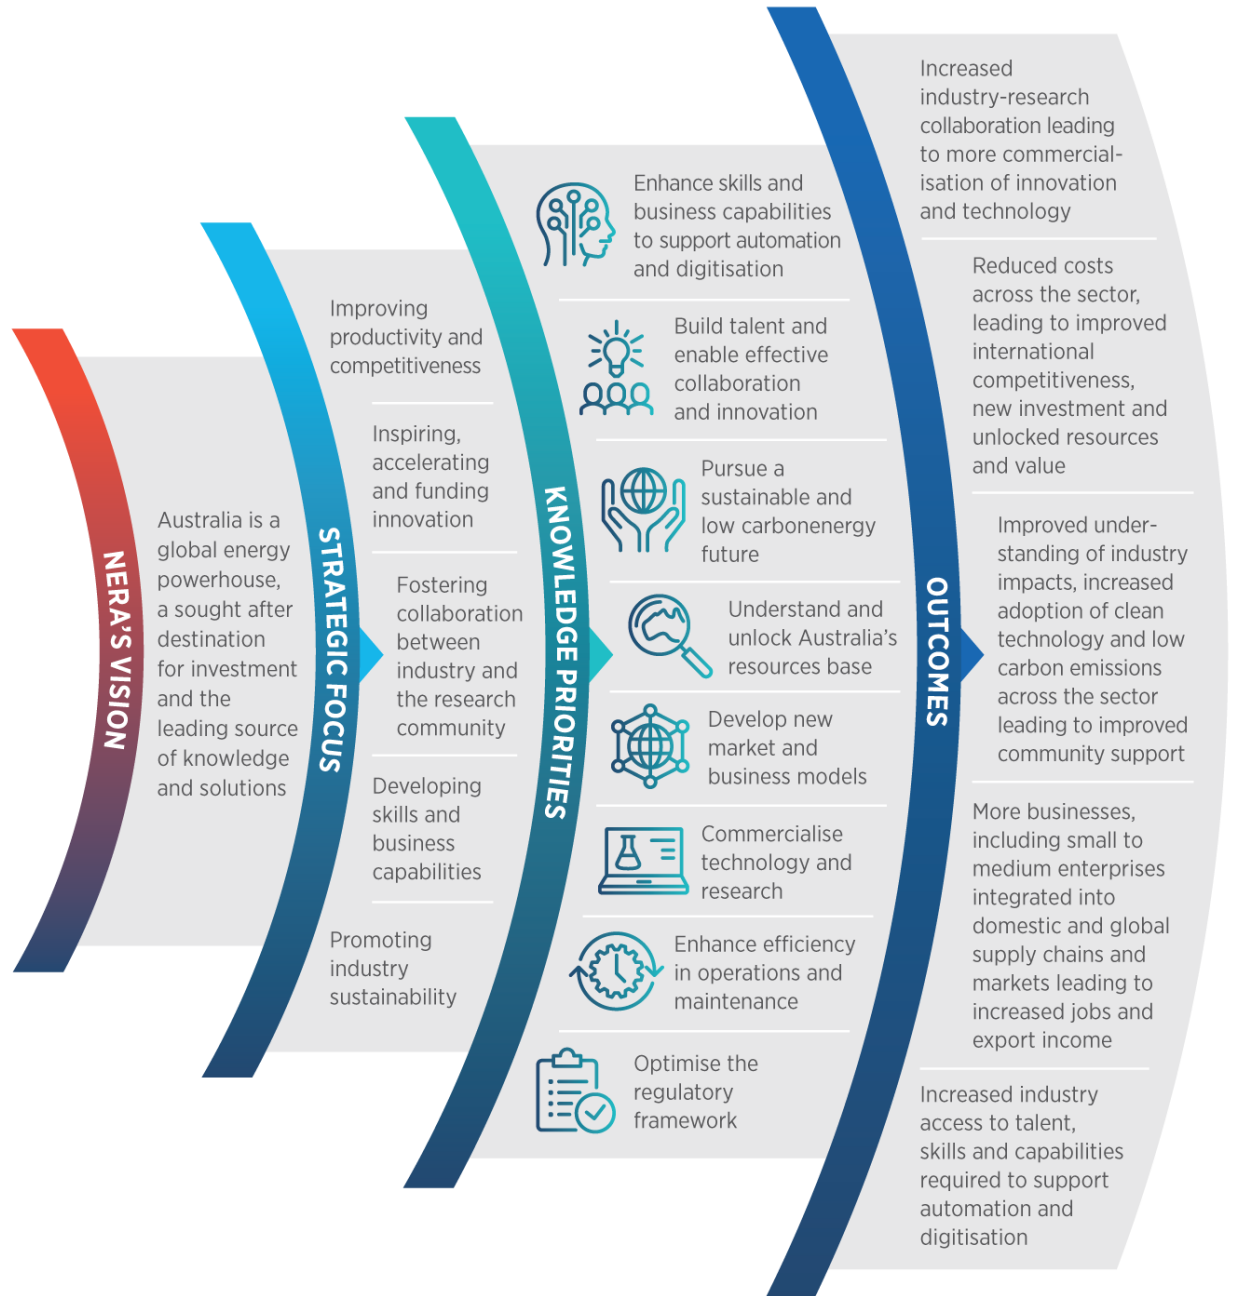 NERA'S VISION
Australia is a
global energy
powerhouse,
a sought after
destination
for investment
and the
leading source
of knowledge
and solutions
STRATEGIC FOCUS
Improving
productivity and
competitiveness
Inspiring,
accelerating
and funding
innovation
Fostering
collaboration
between
industry and
the research
community
Developing
skills and
business
capabilities
Promoting
industry
sustainability
KNOWLEDGE PRIORITIES
Enhance skills and
business capabilities
to support automation
and digitisation
Build talent and
enable effective
collaboration
and innovation
Pursue a
sustainable and
low carbonenergy
future
Understand and
unlock Australia's
resources base
Develop new
market and
business models
Commercialise
technology and
research
Enhance efficiency
in operations and
maintenance
Optimise the
regulatory
framework
OUTCOMES
Increased
industry-research
collaboration leading
to more commercial-
isation of innovation
and technology
Reduced costs
across the sector,
leading to improved
international
competitiveness,
new investment and
unlocked resources
and value
Improved under-
standing of industry
impacts, increased
adoption of clean
technology and low
carbon emissions
across the sector
leading to improved
community support
More businesses,
including small to
medium enterprises
integrated into
domestic and global
supply chains and
markets leading to
increased jobs and
export income
Increased industry
access to talent,
skills and capabilities
required to support
automation and
digitisation